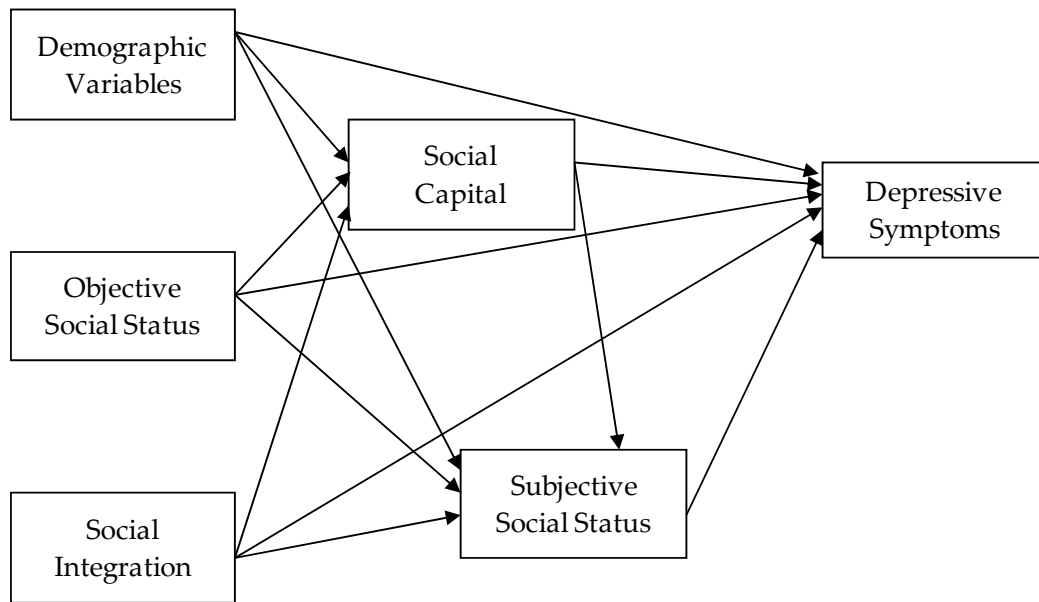 Demographic
Variables
Social
Capital
Depressive
Symptoms
Objective
Social Status
Subjective
Social Status
Social
Integration